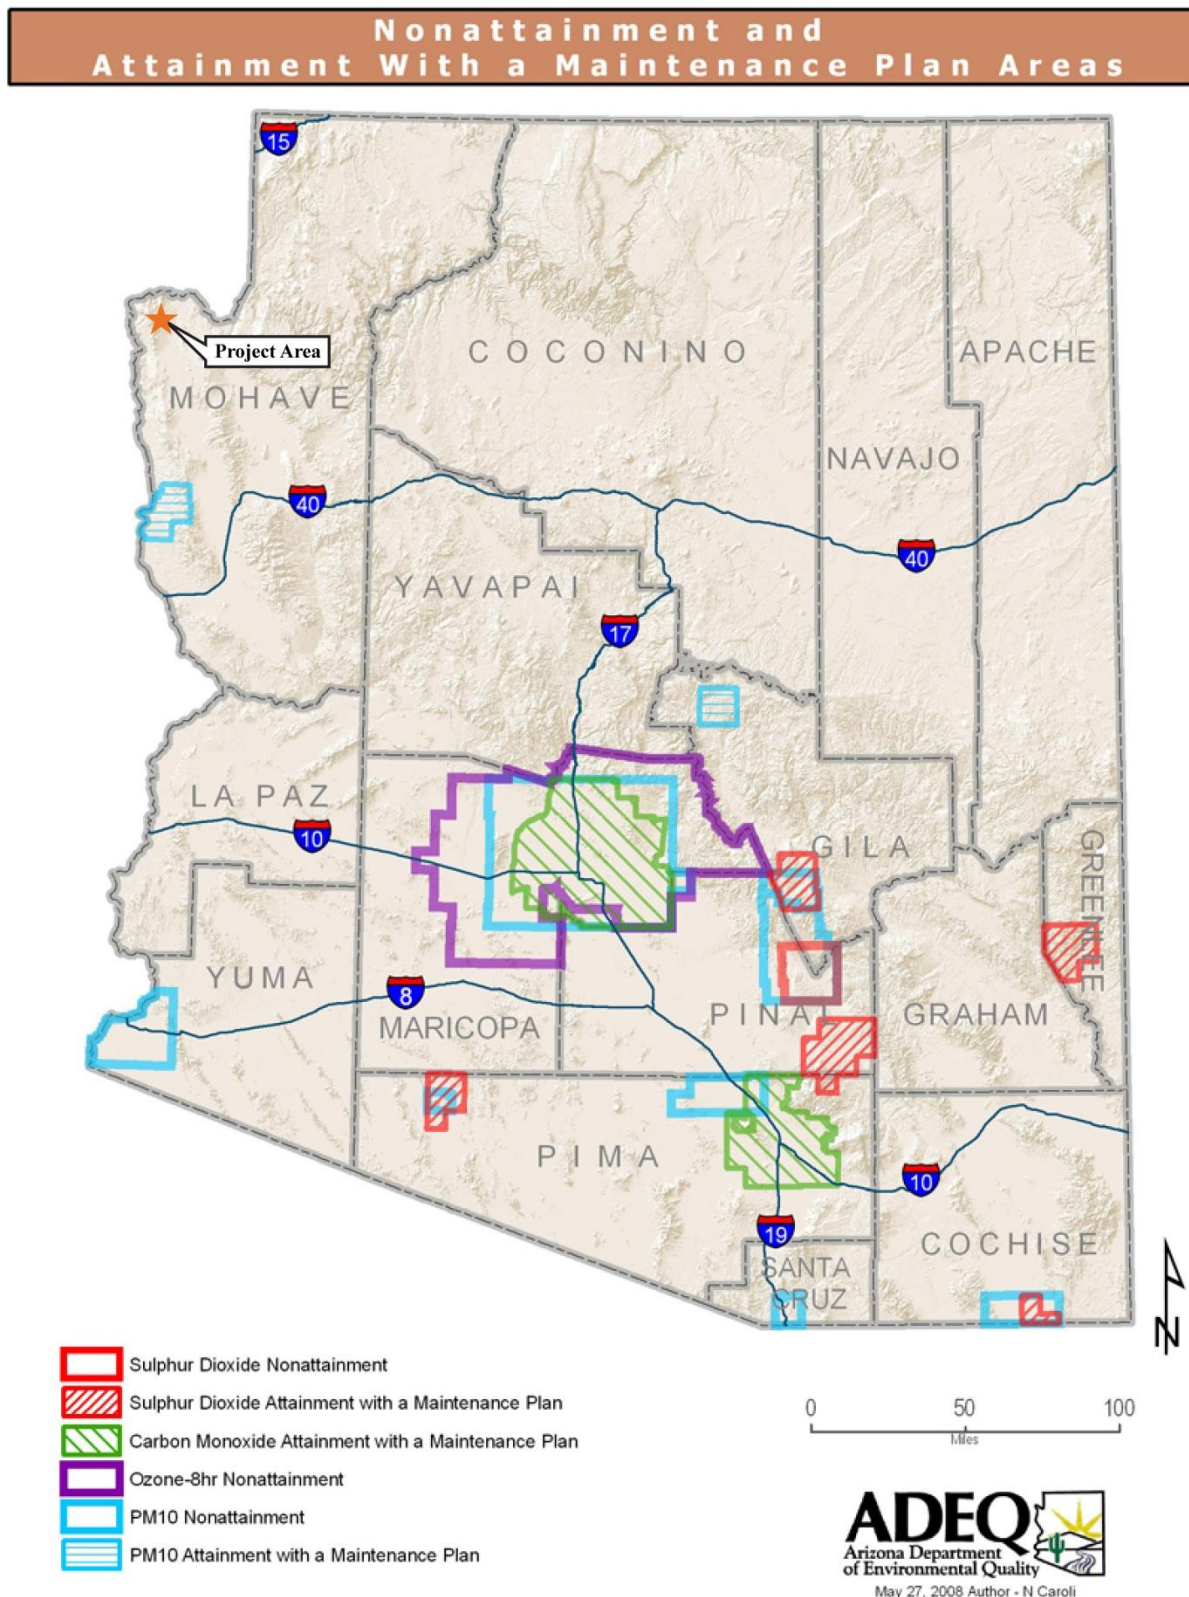 Nonattainment and
Attainment With a Maintenance Plan Areas
15
Project Area
COCONINO
APACHE
MOHAVE
NAVAJO
40
40
YAVAPAI
17
LA PAZ
10
GILA
GREENLEE
YUMA
8
MARICOPA
PINAL
GRAHAM
PIMA
10
19
COCHISE
SANTA
CRUZ
N
Sulphur Dioxide Nonattainment
Sulphur Dioxide Attainment with a Maintenance Plan
Carbon Monoxide Attainment with a Maintenance Plan
Ozone-8hr Nonattainment
PM10 Nonattainment
PM10 Attainment with a Maintenance Plan
0 50 100
Miles
ADEQ
Arizona Department
of Environmental Quality
May 27, 2008 Author - N Caroli